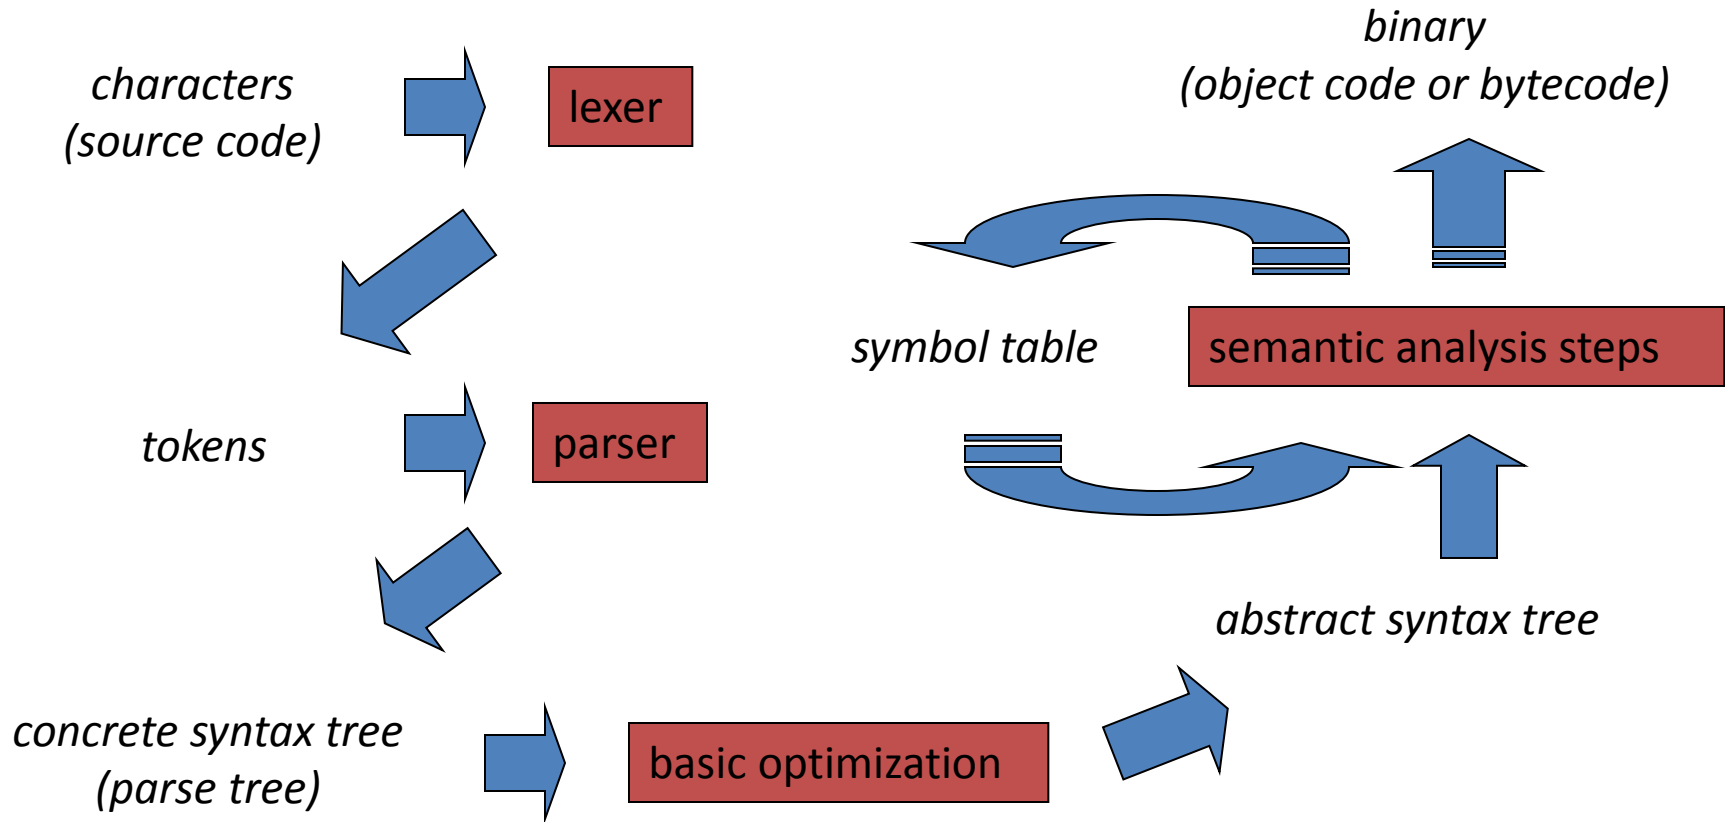 characters
(source code)
lexer
tokens
parser
concrete syntax tree
(parse tree)
basic optimization
abstract syntax tree
symbol table
semantic analysis steps
binary
(object code or bytecode)